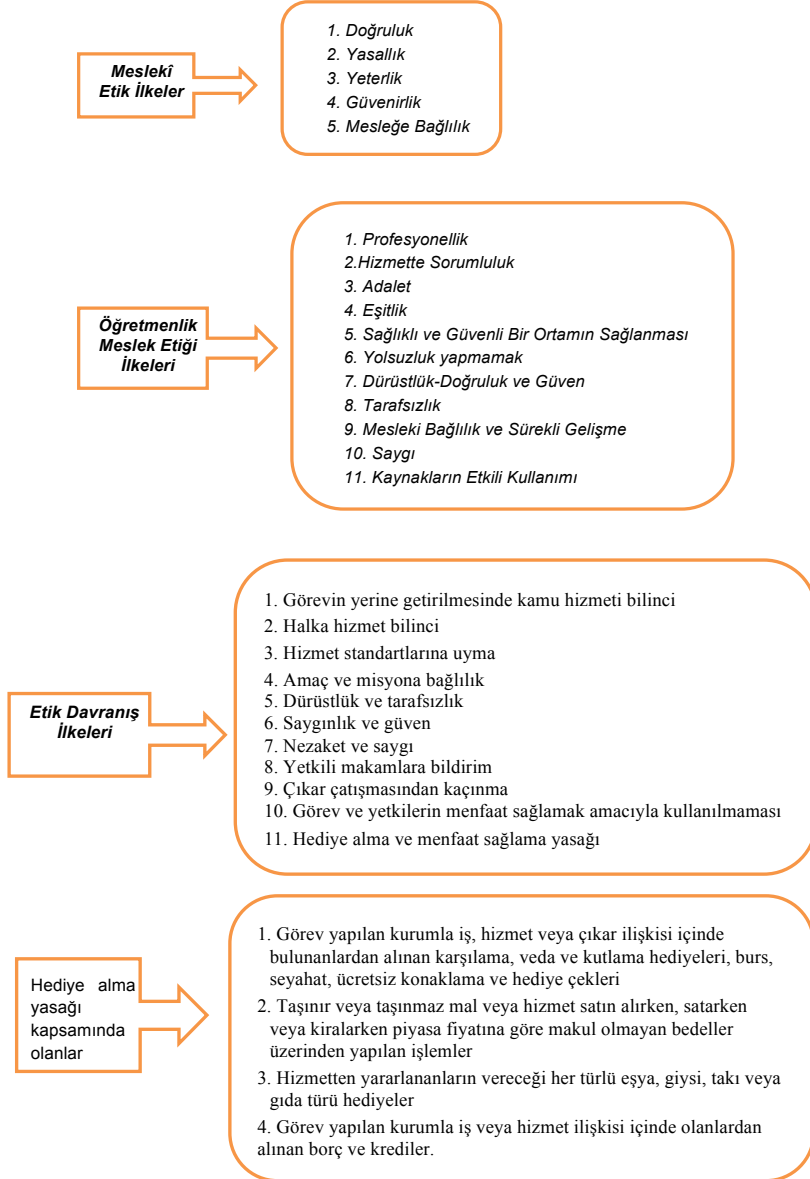 Meslekî
Etik İlkeler
1. Doğruluk
2. Yasallık
3. Yeterlik
4. Güvenirlik
5. Mesleğe Bağlılık
Öğretmenlik
Meslek Etiği
İlkeleri
1. Profesyonellik
2.Hizmette Sorumluluk
3. Adalet
4. Eşitlik
5. Sağlıklı ve Güvenli Bir Ortamın Sağlanması
6. Yolsuzluk yapmamak
7. Dürüstlük-Doğruluk ve Güven
8. Tarafsızlık
9. Mesleki Bağlılık ve Sürekli Gelişme
10. Saygı
11. Kaynakların Etkili Kullanımı
Etik Davranış
İlkeleri
1. Görevin yerine getirilmesinde kamu hizmeti bilinci
2. Halka hizmet bilinci
3. Hizmet standartlarına uyma
4. Amaç ve misyona bağlılık
5. Dürüstlük ve tarafsızlık
6. Saygınlık ve güven
7. Nezaket ve saygı
8. Yetkili makamlara bildirim
9. Çıkar çatışmasından kaçınma
10. Görev ve yetkilerin menfaat sağlamak amacıyla kullanılmaması
11. Hediye alma ve menfaat sağlama yasağı
Hediye alma
yasağı
kapsamında
olanlar
1. Görev yapılan kurumla iş, hizmet veya çıkar ilişkisi içinde
bulunanlardan alınan karşılama, veda ve kutlama hediyeleri, burs,
seyahat, ücretsiz konaklama ve hediye çekleri
2. Taşınır veya taşınmaz mal veya hizmet satın alırken, satarken
veya kiralarken piyasa fiyatına göre makul olmayan bedeller
üzerinden yapılan işlemler
3. Hizmetten yararlananların vereceği her türlü eşya, giysi, takı veya
gıda türü hediyeler
4. Görev yapılan kurumla iş veya hizmet ilişkisi içinde olanlardan
alınan borç ve krediler.